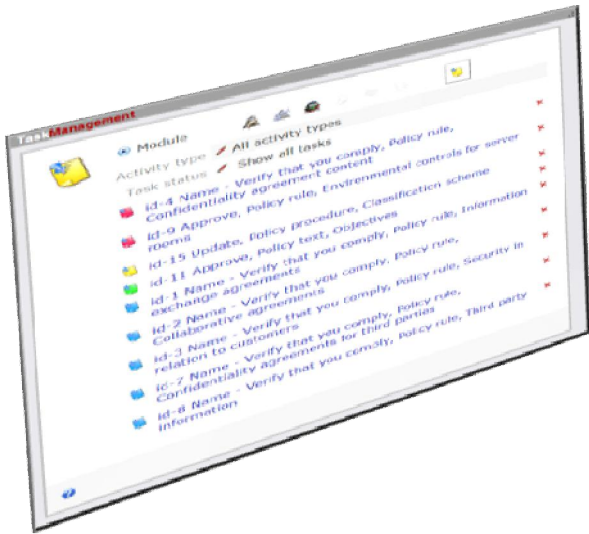 TaskManagement
Module
Activity type All activity types
Task status Show all tasks
id-4 Name - Verify that you comply, Policy rule,
Confidentiality agreement content
id-9 Approve, Policy rule, Environmental controls for server
rooms
id-15 Update, Policy procedure, Classification scheme
id-11 Approve, Policy text, Objectives
id-1 Name - Verify that you comply, Policy rule, Information
exchange agreements
id-2 Name - Verify that you comply, Policy rule,
Collaborative agreements
id-3 Name - Verify that you comply, Policy rule, Security in
relation to customers
id-7 Name - Verify that you comply, Policy rule,
Confidentiality agreements for third parties
id-6 Name - Verify that you comply, Policy rule, Third party
information